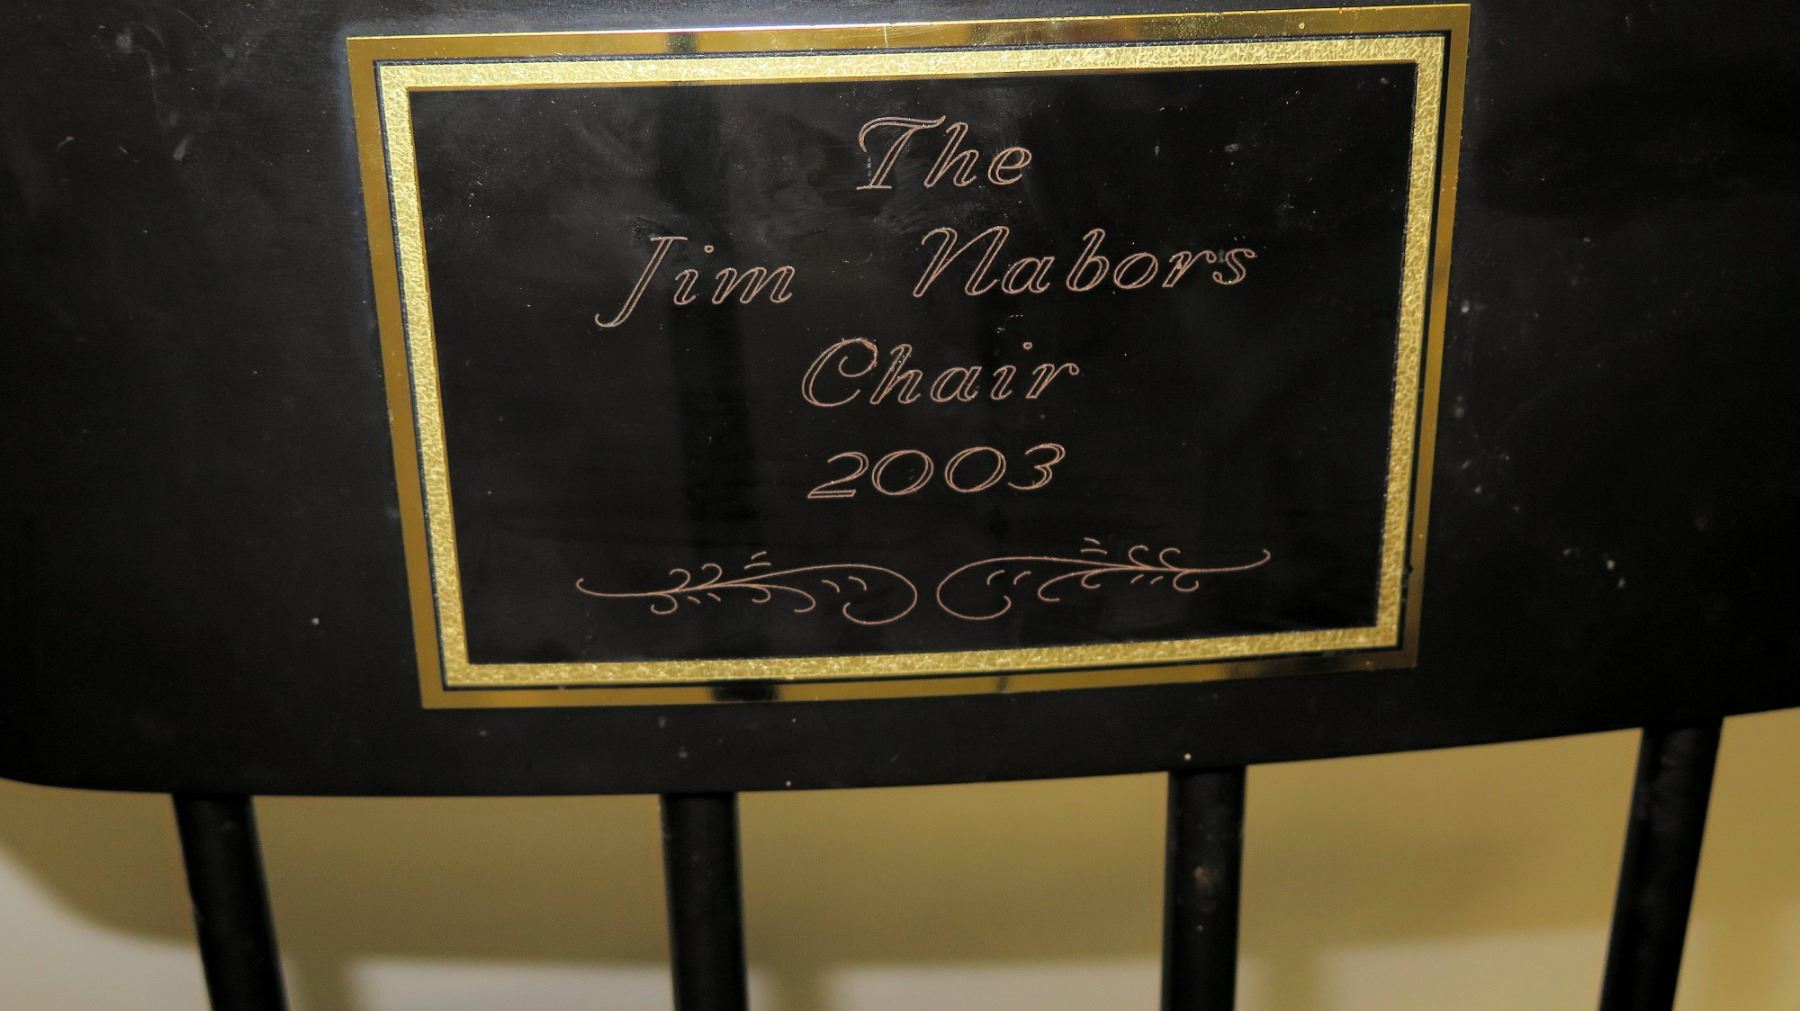 The
Jim Nabors
Chair
2003